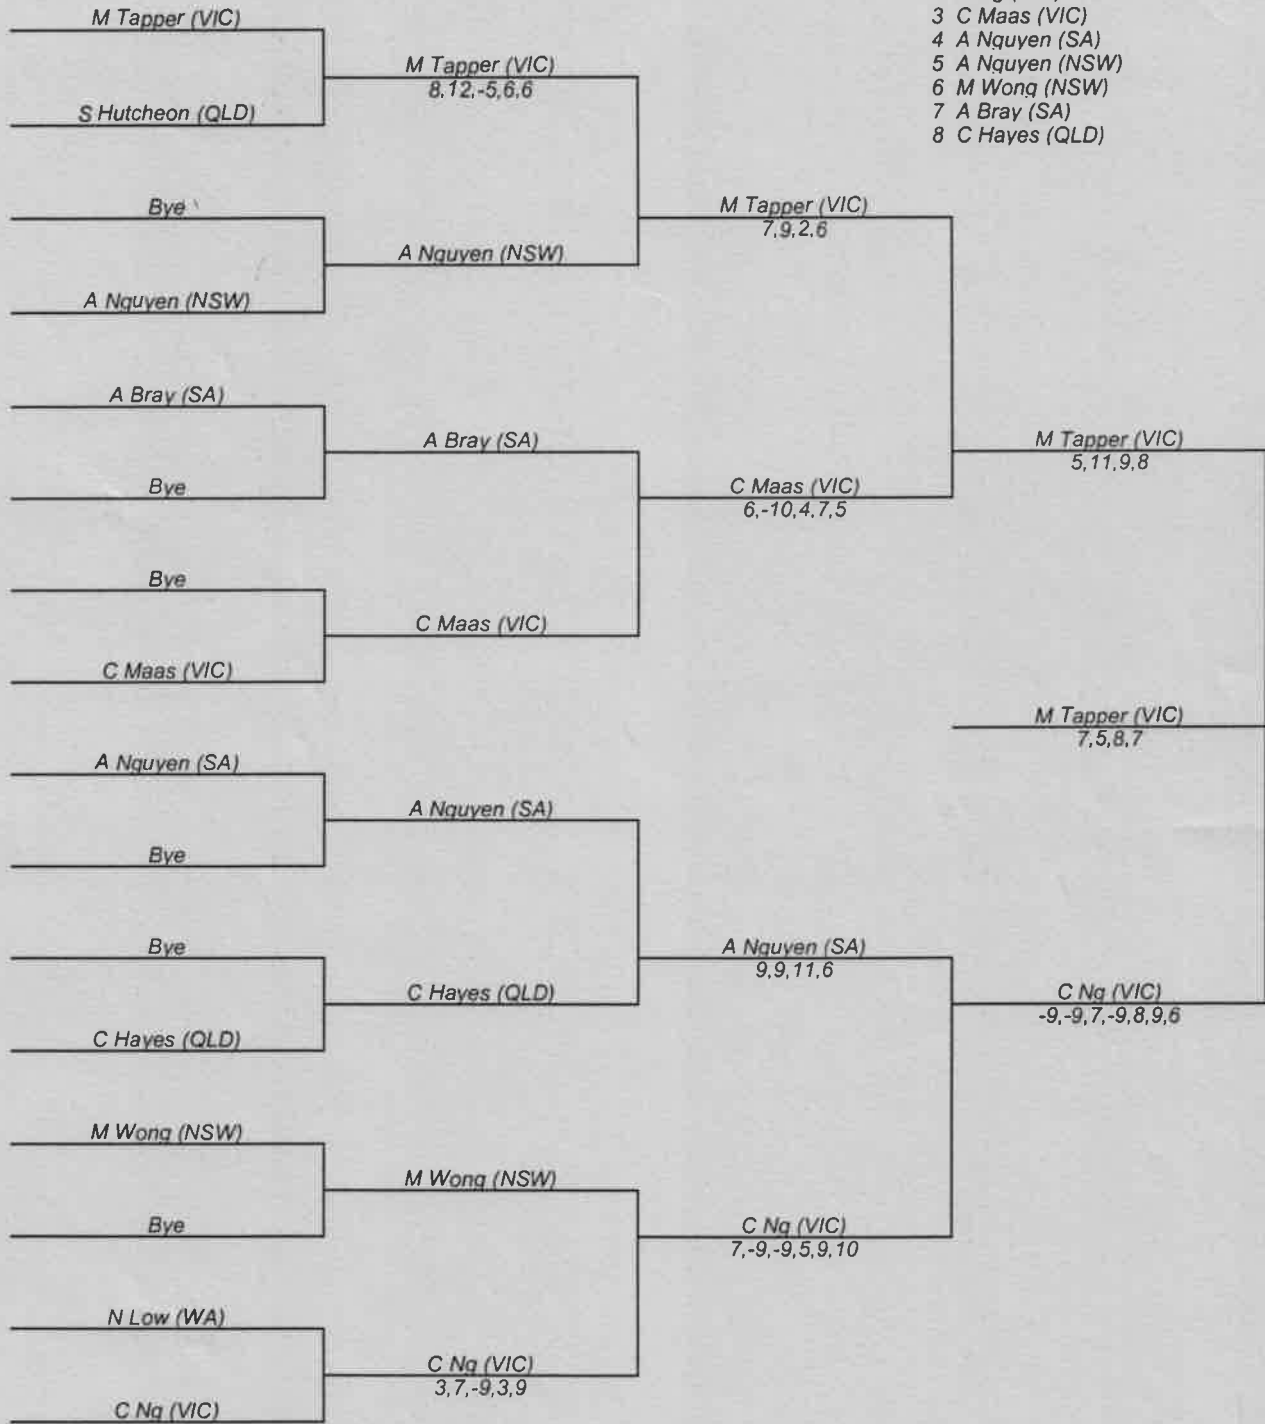 M Tapper (VIC)
S Hutcheon (QLD)
Bye
A Nguyen (NSW)
A Bray (SA)
Bye
Bye
C Maas (VIC)
A Nguyen (SA)
Bye
Bye
C Hayes (QLD)
M Wong (NSW)
Bye
N Low (WA)
C Ng (VIC)
M Tapper (VIC)
8,12,-5,6,6
A Nguyen (NSW)
A Bray (SA)
C Maas (VIC)
A Nguyen (SA)
C Hayes (QLD)
M Wong (NSW)
C Ng (VIC)
3,7,-9,3,9
M Tapper (VIC)
7,9,2,6
C Maas (VIC)
6,-10,4,7,5
A Nguyen (SA)
9,9,11,6
C Ng (VIC)
7,-9,-9,5,9,10
3 C Maas (VIC)
4 A Nguyen (SA)
5 A Nguyen (NSW)
6 M Wong (NSW)
7 A Bray (SA)
8 C Hayes (QLD)
M Tapper (VIC)
5,11,9,8
M Tapper (VIC)
7,5,8,7
C Ng (VIC)
-9,-9,7,-9,8,9,6